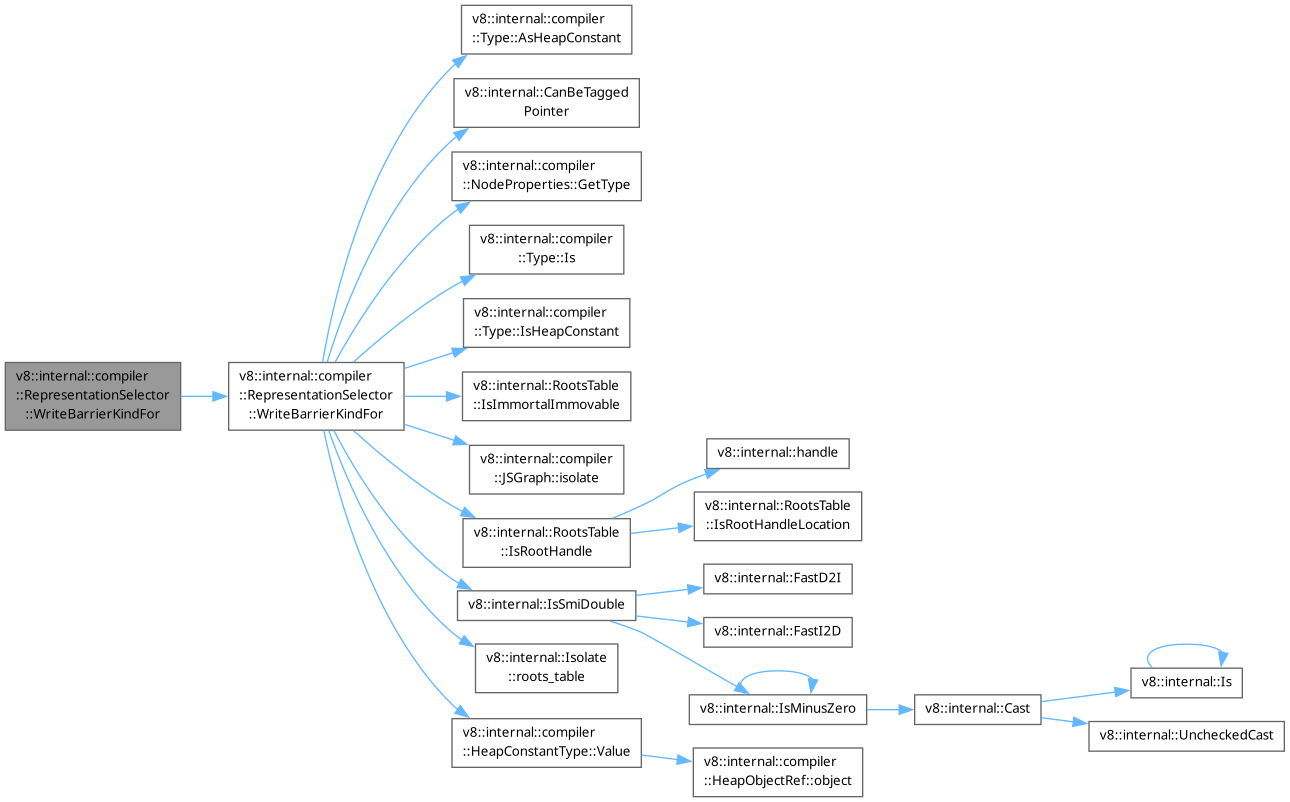 v8::internal::compiler
::RepresentationSelector
::WriteBarrierKindFor
v8::internal::compiler
::RepresentationSelector
::WriteBarrierKindFor
v8::internal::compiler
::Type::AsHeapConstant
v8::internal::CanBeTagged
Pointer
v8::internal::compiler
::NodeProperties::GetType
v8::internal::compiler
::Type::Is
v8::internal::compiler
::Type::IsHeapConstant
v8::internal::RootsTable
::IsImmortalImmovable
v8::internal::compiler
::JSGraph::isolate
v8::internal::RootsTable
::IsRootHandle
v8::internal::IsSmiDouble
v8::internal::Isolate
::roots_table
v8::internal::compiler
::HeapConstantType::Value
v8::internal::handle
v8::internal::RootsTable
::IsRootHandleLocation
v8::internal::FastD2I
v8::internal::FastI2D
v8::internal::IsMinusZero
v8::internal::compiler
::HeapObjectRef::object
v8::internal::Cast
v8::internal::Is
v8::internal::UncheckedCast